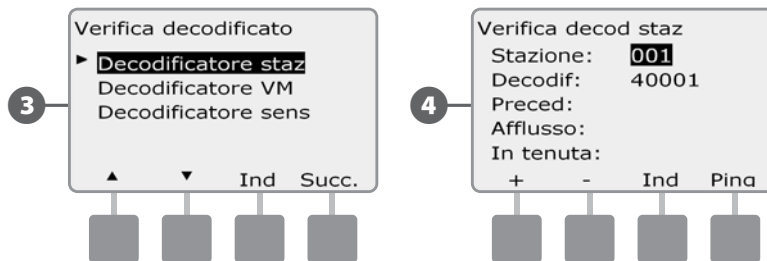 3
Verifica decodificato
► Decodificatore staz
Decodificatore VM
Decodificatore sens
▲ ▼ Ind Succ.
4
Verifica decod staz
Stazione: 001
Decodif: 40001
Preced:
Afflusso:
In tenuta:
+ - Ind Ping